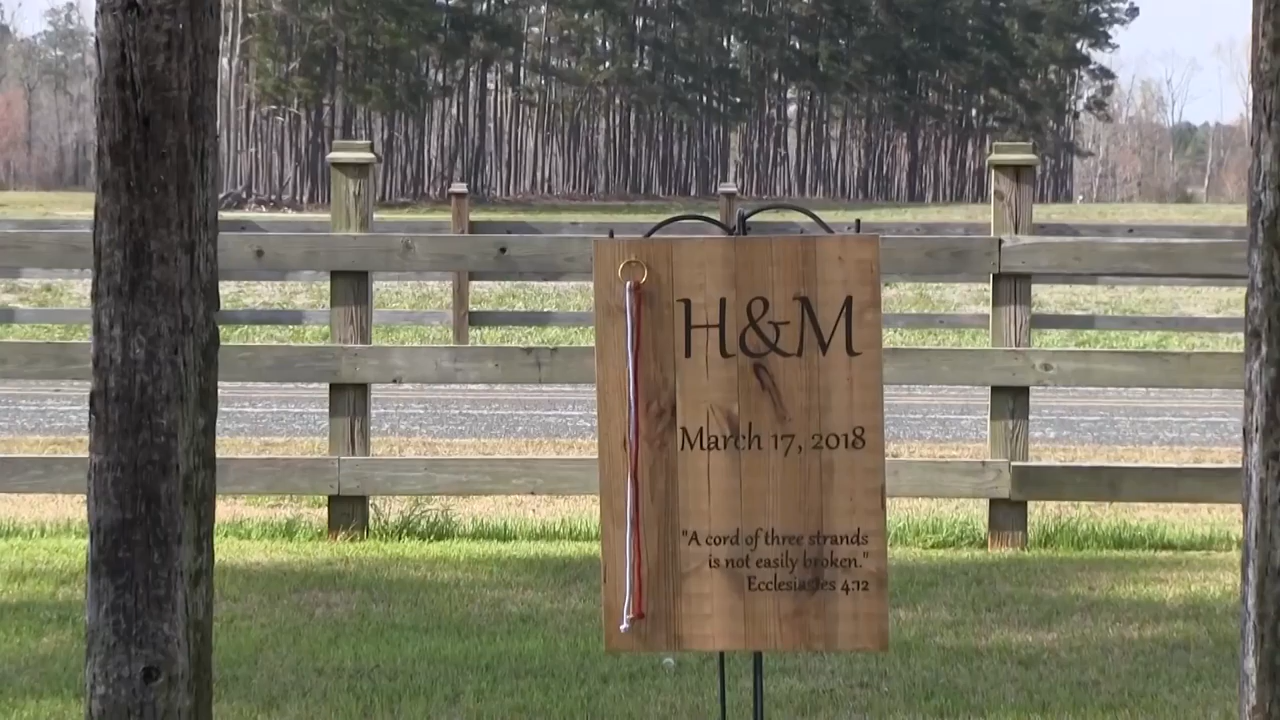 H&M
March 17, 2018
"A cord of three strands
is not easily broken."
Ecclesiastes 4:12